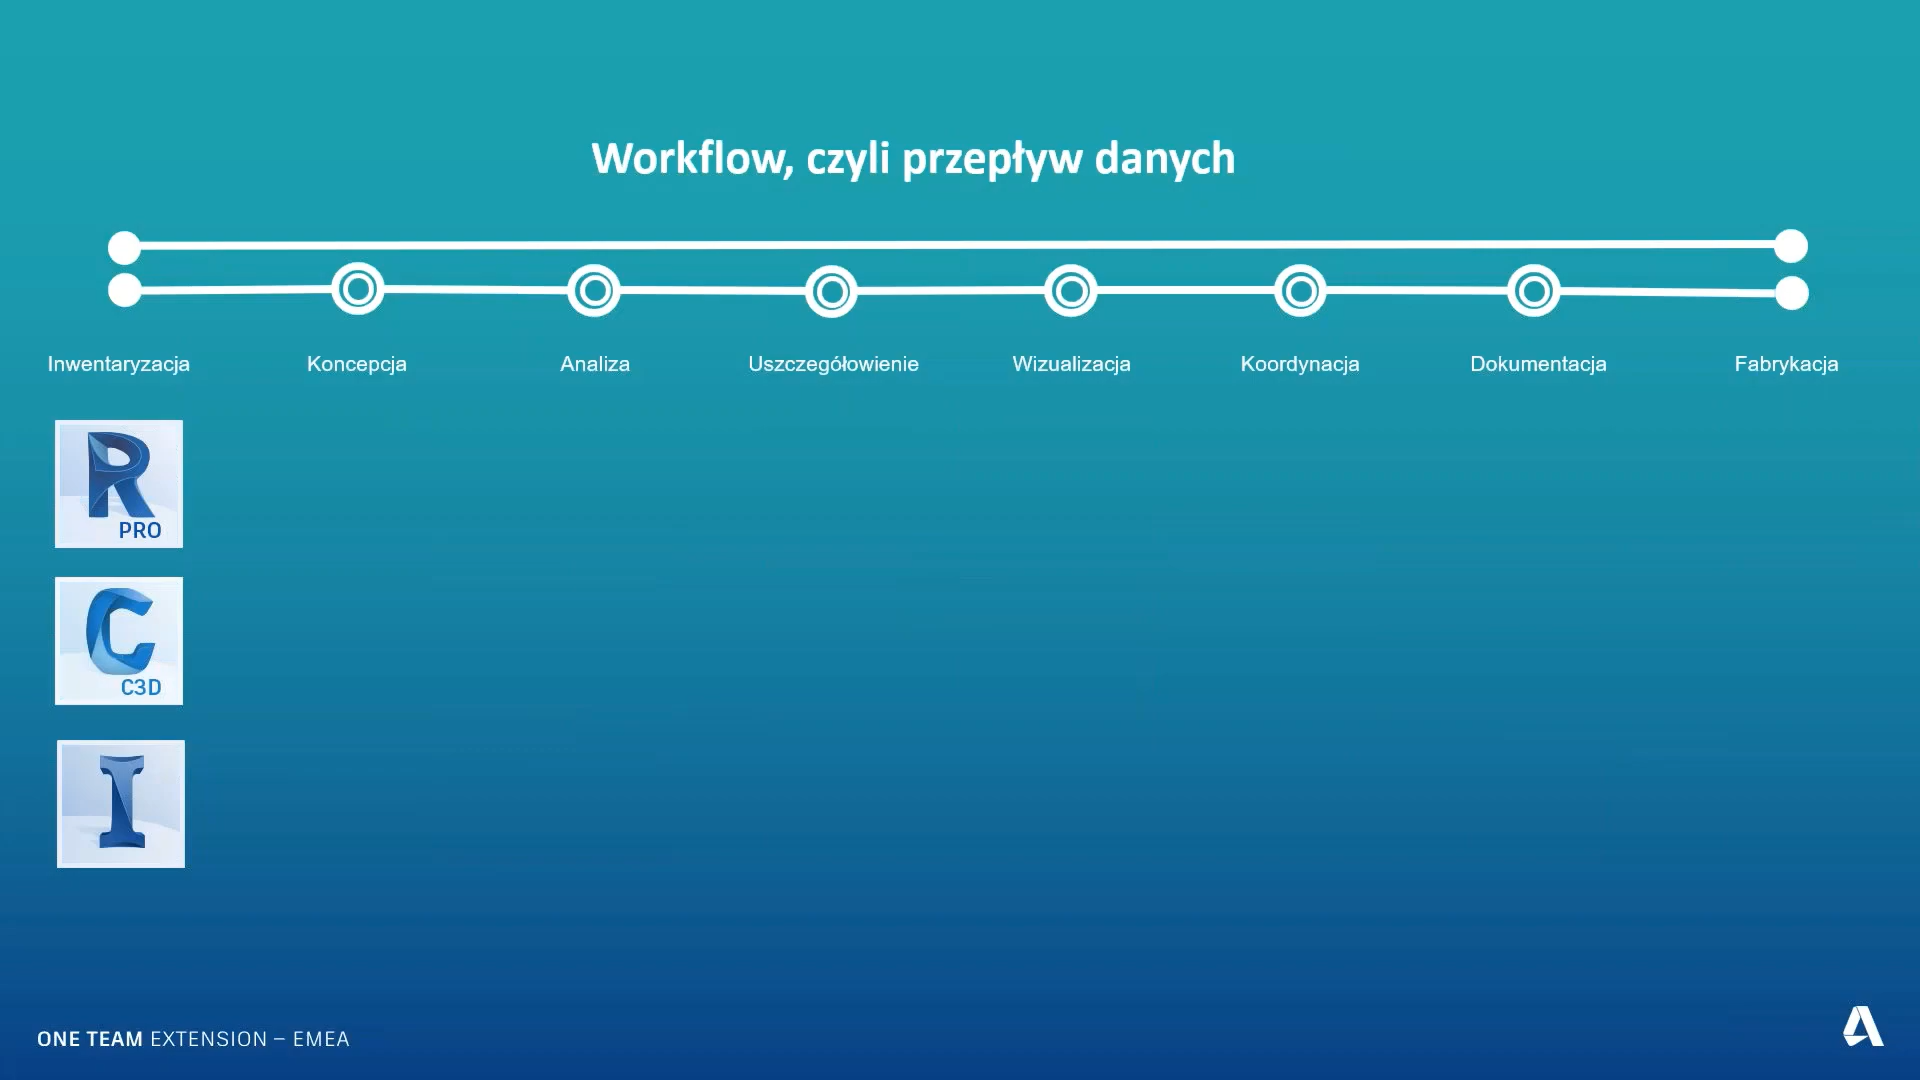 Workflow, czyli przepływ danych
Inwentaryzacja Koncepcja Analiza Uszczegółowienie Wizualizacja Koordynacja Dokumentacja Fabrykacja
R
PRO
C
C3D
I
ONE TEAM EXTENSION – EMEA